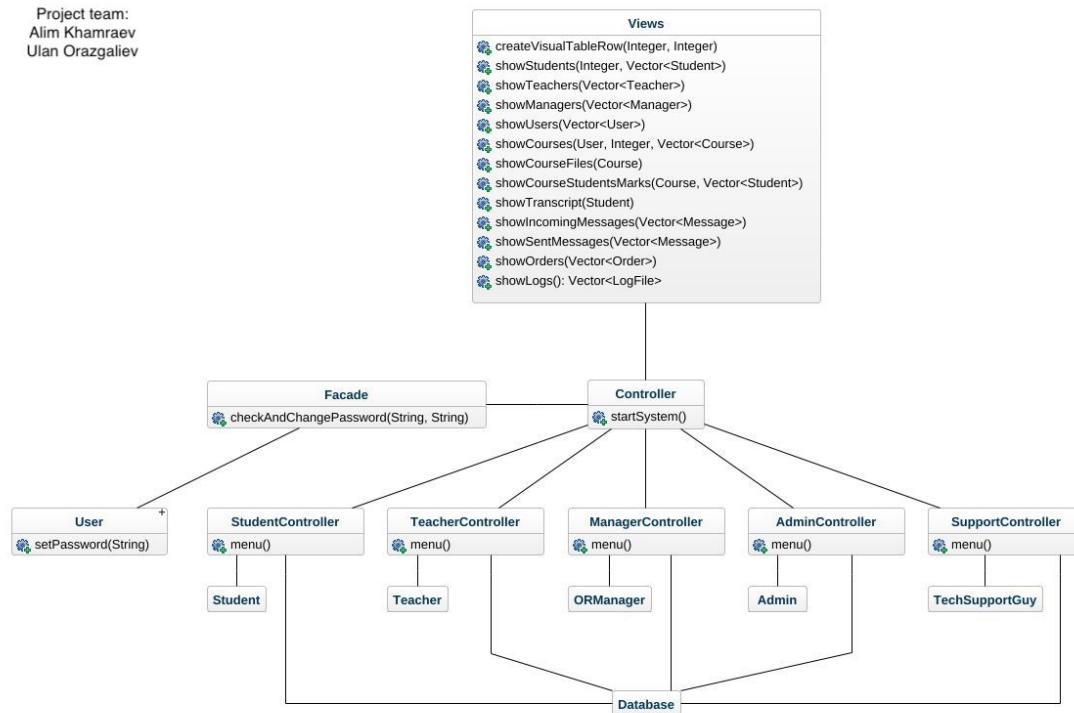 Project team:
Alim Khamraev
Ulan Orazgaliev
Views
createVisualTableRow(Integer, Integer)
showStudents(Integer, Vector<Student>)
showTeachers(Vector<Teacher>)
showManagers(Vector<Manager>)
showUsers(Vector<User>)
showCourses(User, Integer, Vector<Course>)
showCourseFiles(Course)
showCourseStudentsMarks(Course, Vector<Student>)
showTranscript(Student)
showIncomingMessages(Vector<Message>)
showSentMessages(Vector<Message>)
showOrders(Vector<Order>)
showLogs(): Vector<LogFile>
Facade
checkAndChangePassword(String, String)
Controller
startSystem()
User +
setPassword(String)
StudentController
menu()
TeacherController
menu()
ManagerController
menu()
AdminController
menu()
SupportController
menu()
Student
Teacher
ORManager
Admin
TechSupportGuy
Database